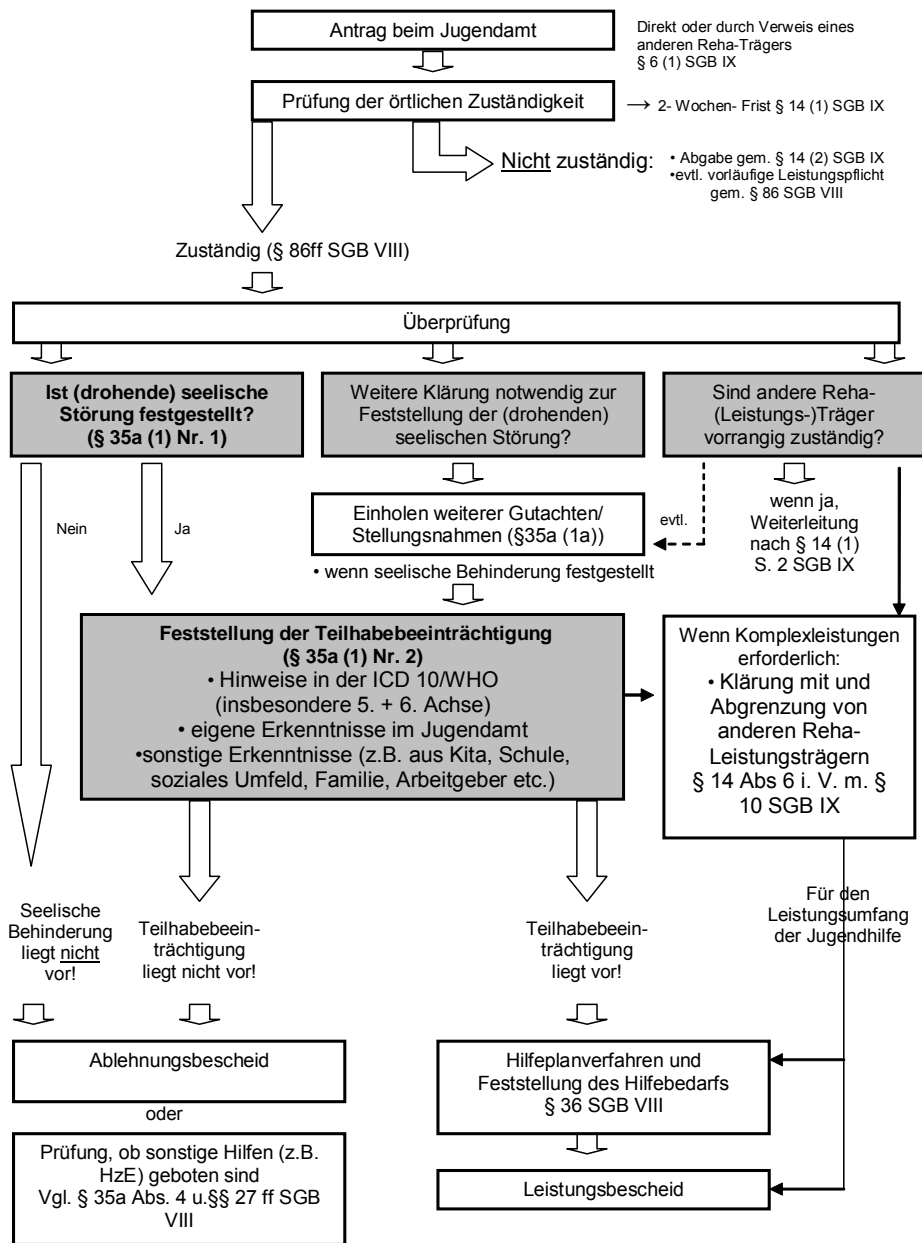 Antrag beim Jugendamt
Direkt oder durch Verweis eines
anderen Reha-Trägers
§ 6 (1) SGB IX
Prüfung der örtlichen Zuständigkeit
→ 2- Wochen- Frist § 14 (1) SGB IX
Nicht zuständig:
• Abgabe gem. § 14 (2) SGB IX
•evtl. vorläufige Leistungspflicht
gem. § 86 SGB VIII
Zuständig (§ 86ff SGB VIII)
Überprüfung
Ist (drohende) seelische
Störung festgestellt?
(§ 35a (1) Nr. 1)
Weitere Klärung notwendig zur
Feststellung der (drohenden)
seelischen Störung?
Sind andere Reha-
(Leistungs-)Träger
vorrangig zuständig?
Nein
Ja
Einholen weiterer Gutachten/
Stellungsnahmen (§35a (1a))
evtl.
wenn ja,
Weiterleitung
nach § 14 (1)
S. 2 SGB IX
• wenn seelische Behinderung festgestellt
Feststellung der Teilhabebeeinträchtigung
(§ 35a (1) Nr. 2)
• Hinweise in der ICD 10/WHO
(insbesondere 5. + 6. Achse)
• eigene Erkenntnisse im Jugendamt
•sonstige Erkenntnisse (z.B. aus Kita, Schule,
soziales Umfeld, Familie, Arbeitgeber etc.)
Wenn Komplexleistungen
erforderlich:
• Klärung mit und
Abgrenzung von
anderen Reha-
Leistungsträgern
§ 14 Abs 6 i. V. m. §
10 SGB IX
Seelische
Behinderung
liegt nicht
vor!
Teilhabebeein-
trächtigung
liegt nicht vor!
Teilhabebeein-
trächtigung
liegt vor!
Für den
Leistungsumfang
der Jugendhilfe
Ablehnungsbescheid
oder
Prüfung, ob sonstige Hilfen (z.B.
HzE) geboten sind
Vgl. § 35a Abs. 4 u.§§ 27 ff SGB
VIII
Hilfeplanverfahren und
Feststellung des Hilfebedarfs
§ 36 SGB VIII
Leistungsbescheid